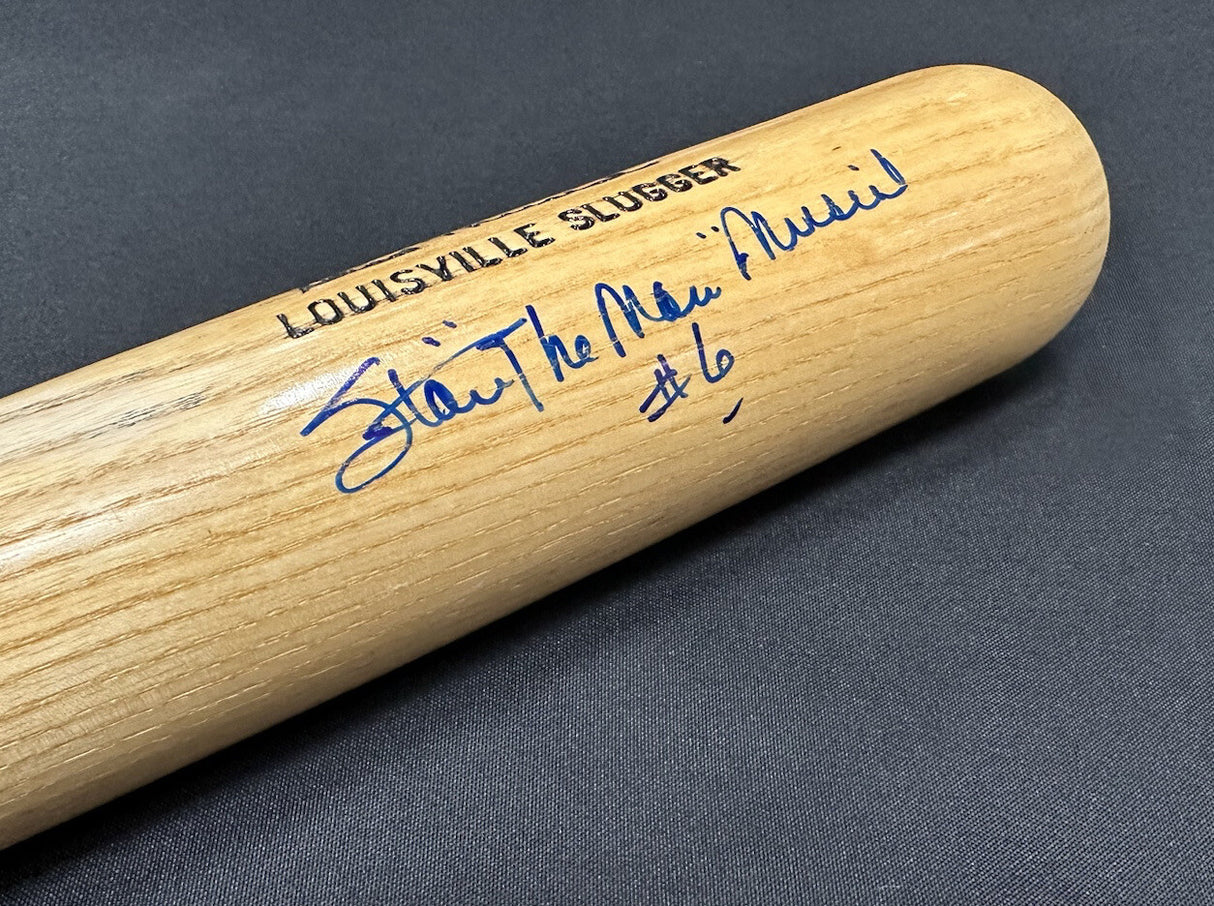 LOUISVILLE SLUGGER
Stan "The Man" Musial
#6